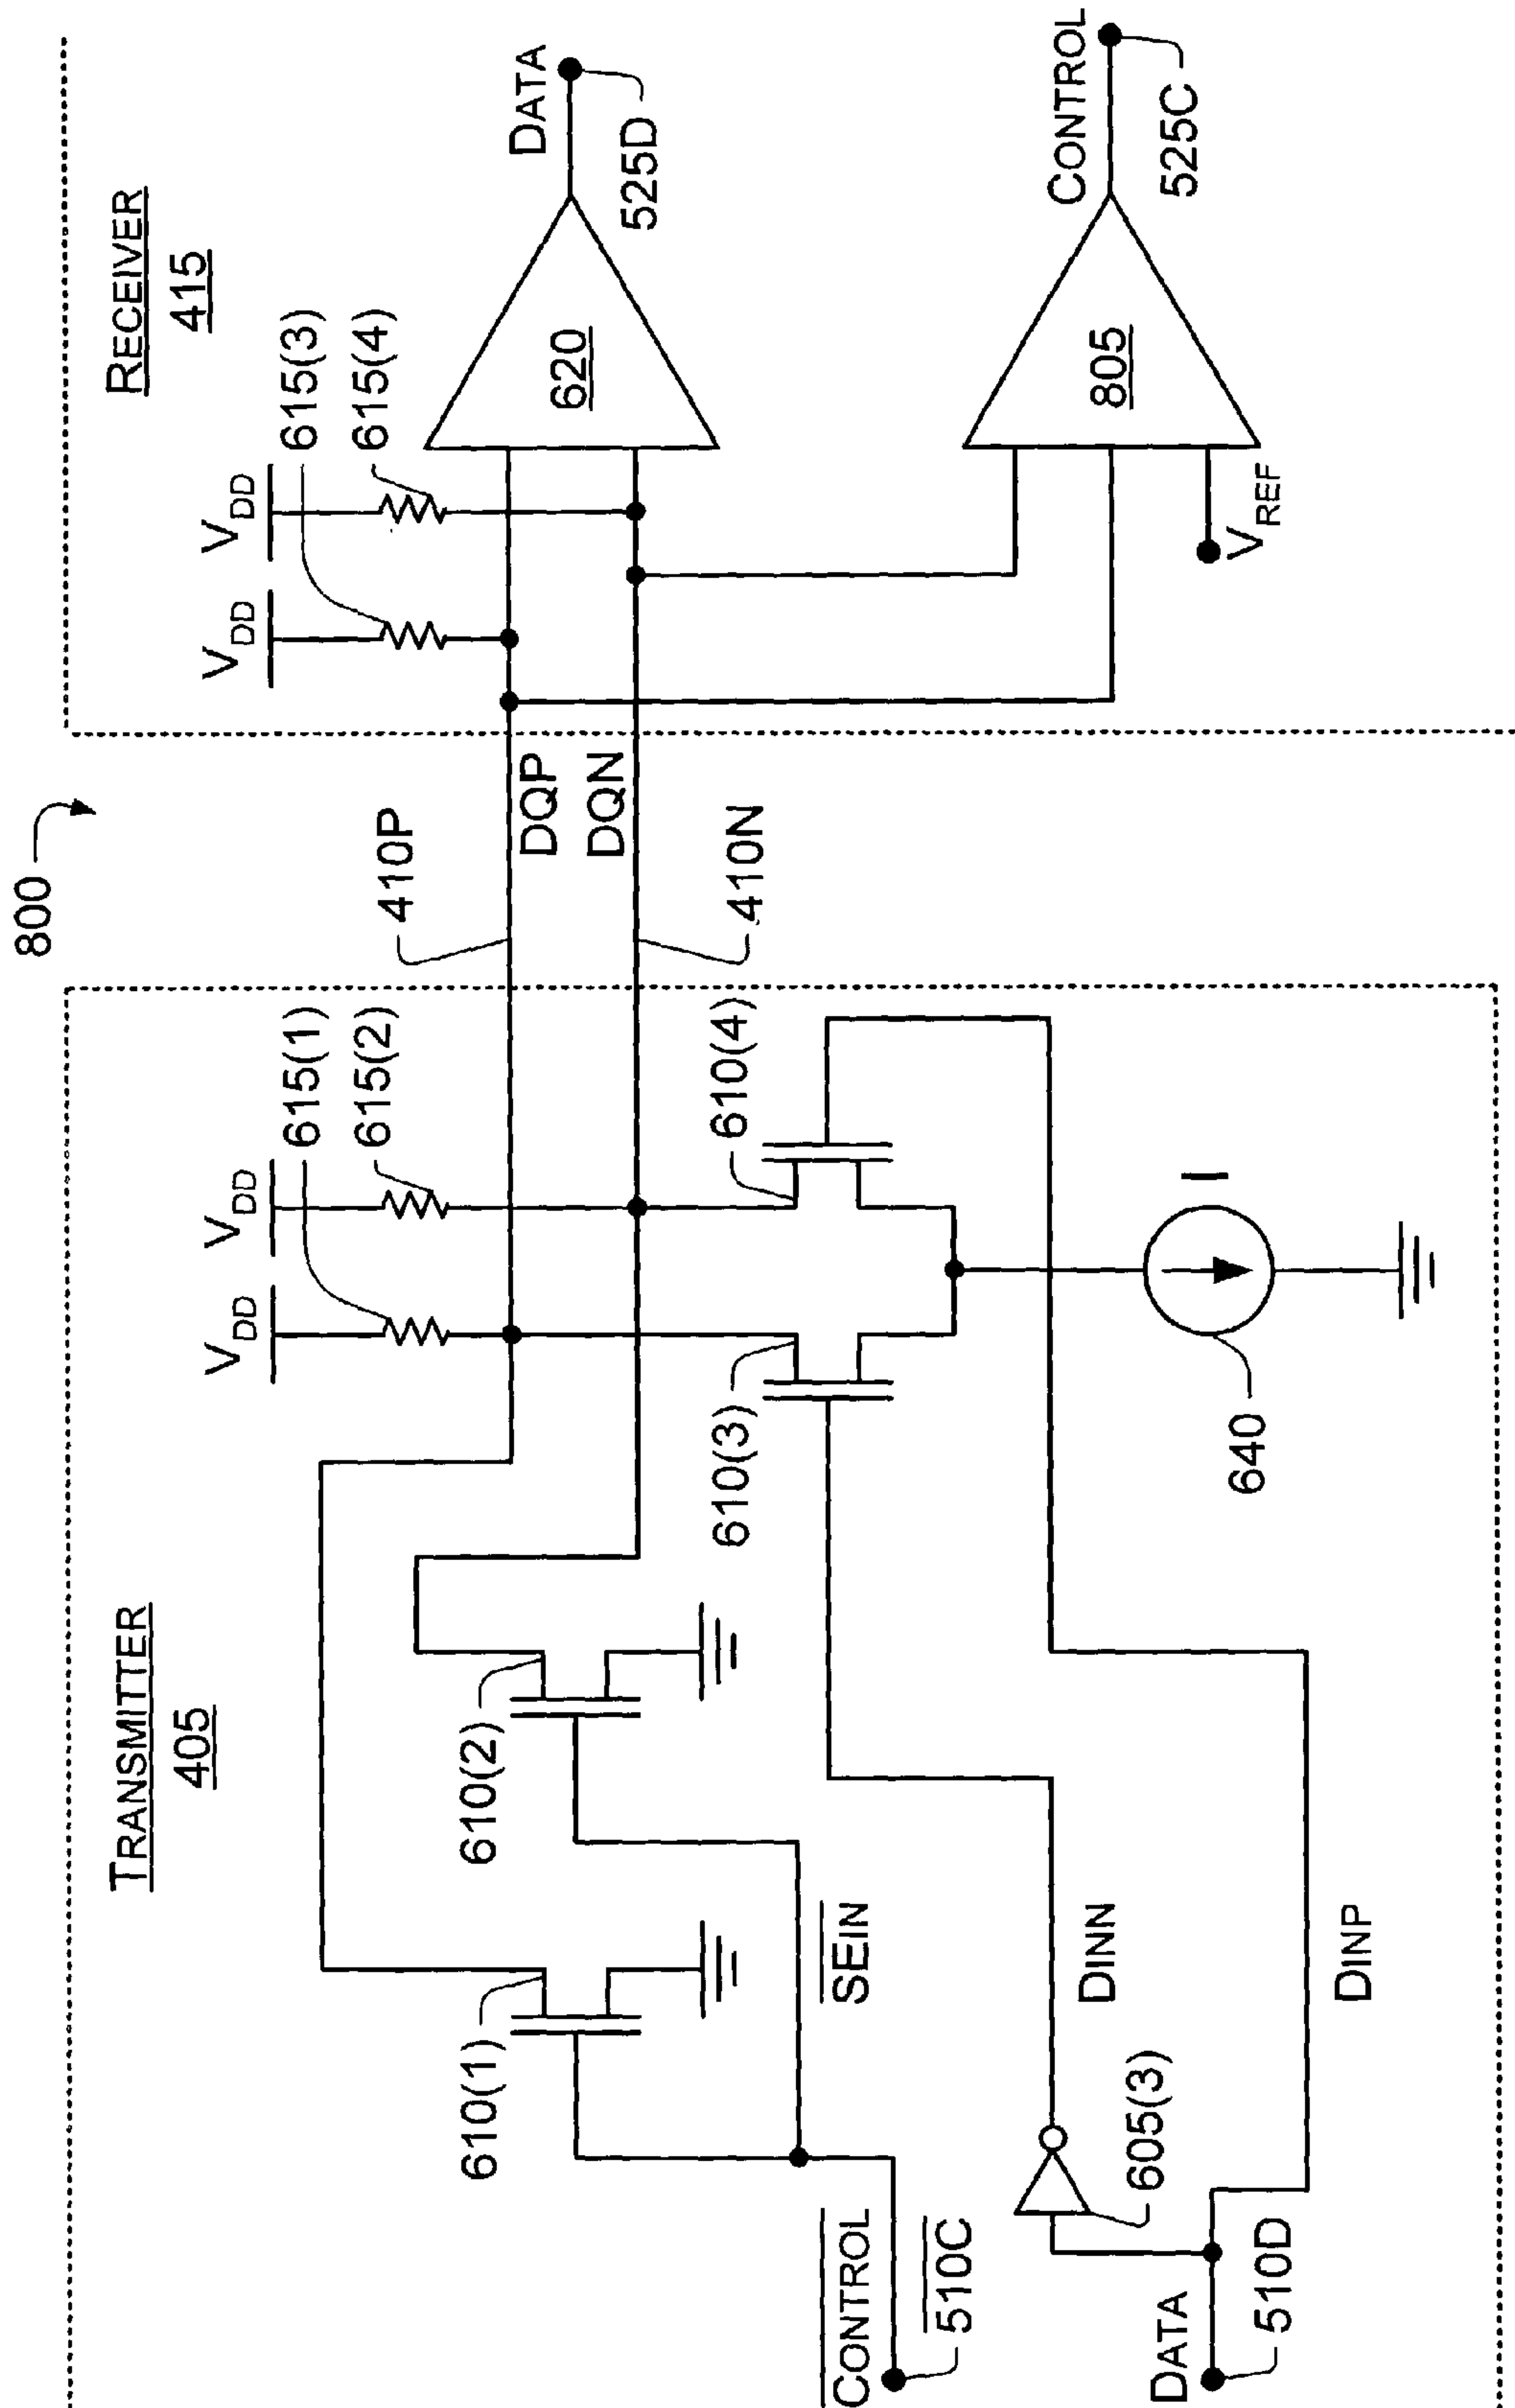 800
TRANSMITTER
405
RECEIVER
415
VDD
VDD
615(1)
615(2)
VDD
VDD
615(3)
615(4)
410P
DQP
DQN
410N
620
DATA
525D
610(1)
610(2)
610(3)
610(4)
SEIN
CONTROL
510C
DINN
605(3)
DATA
510D
DINP
640
I
805
VREF
CONTROL
525C